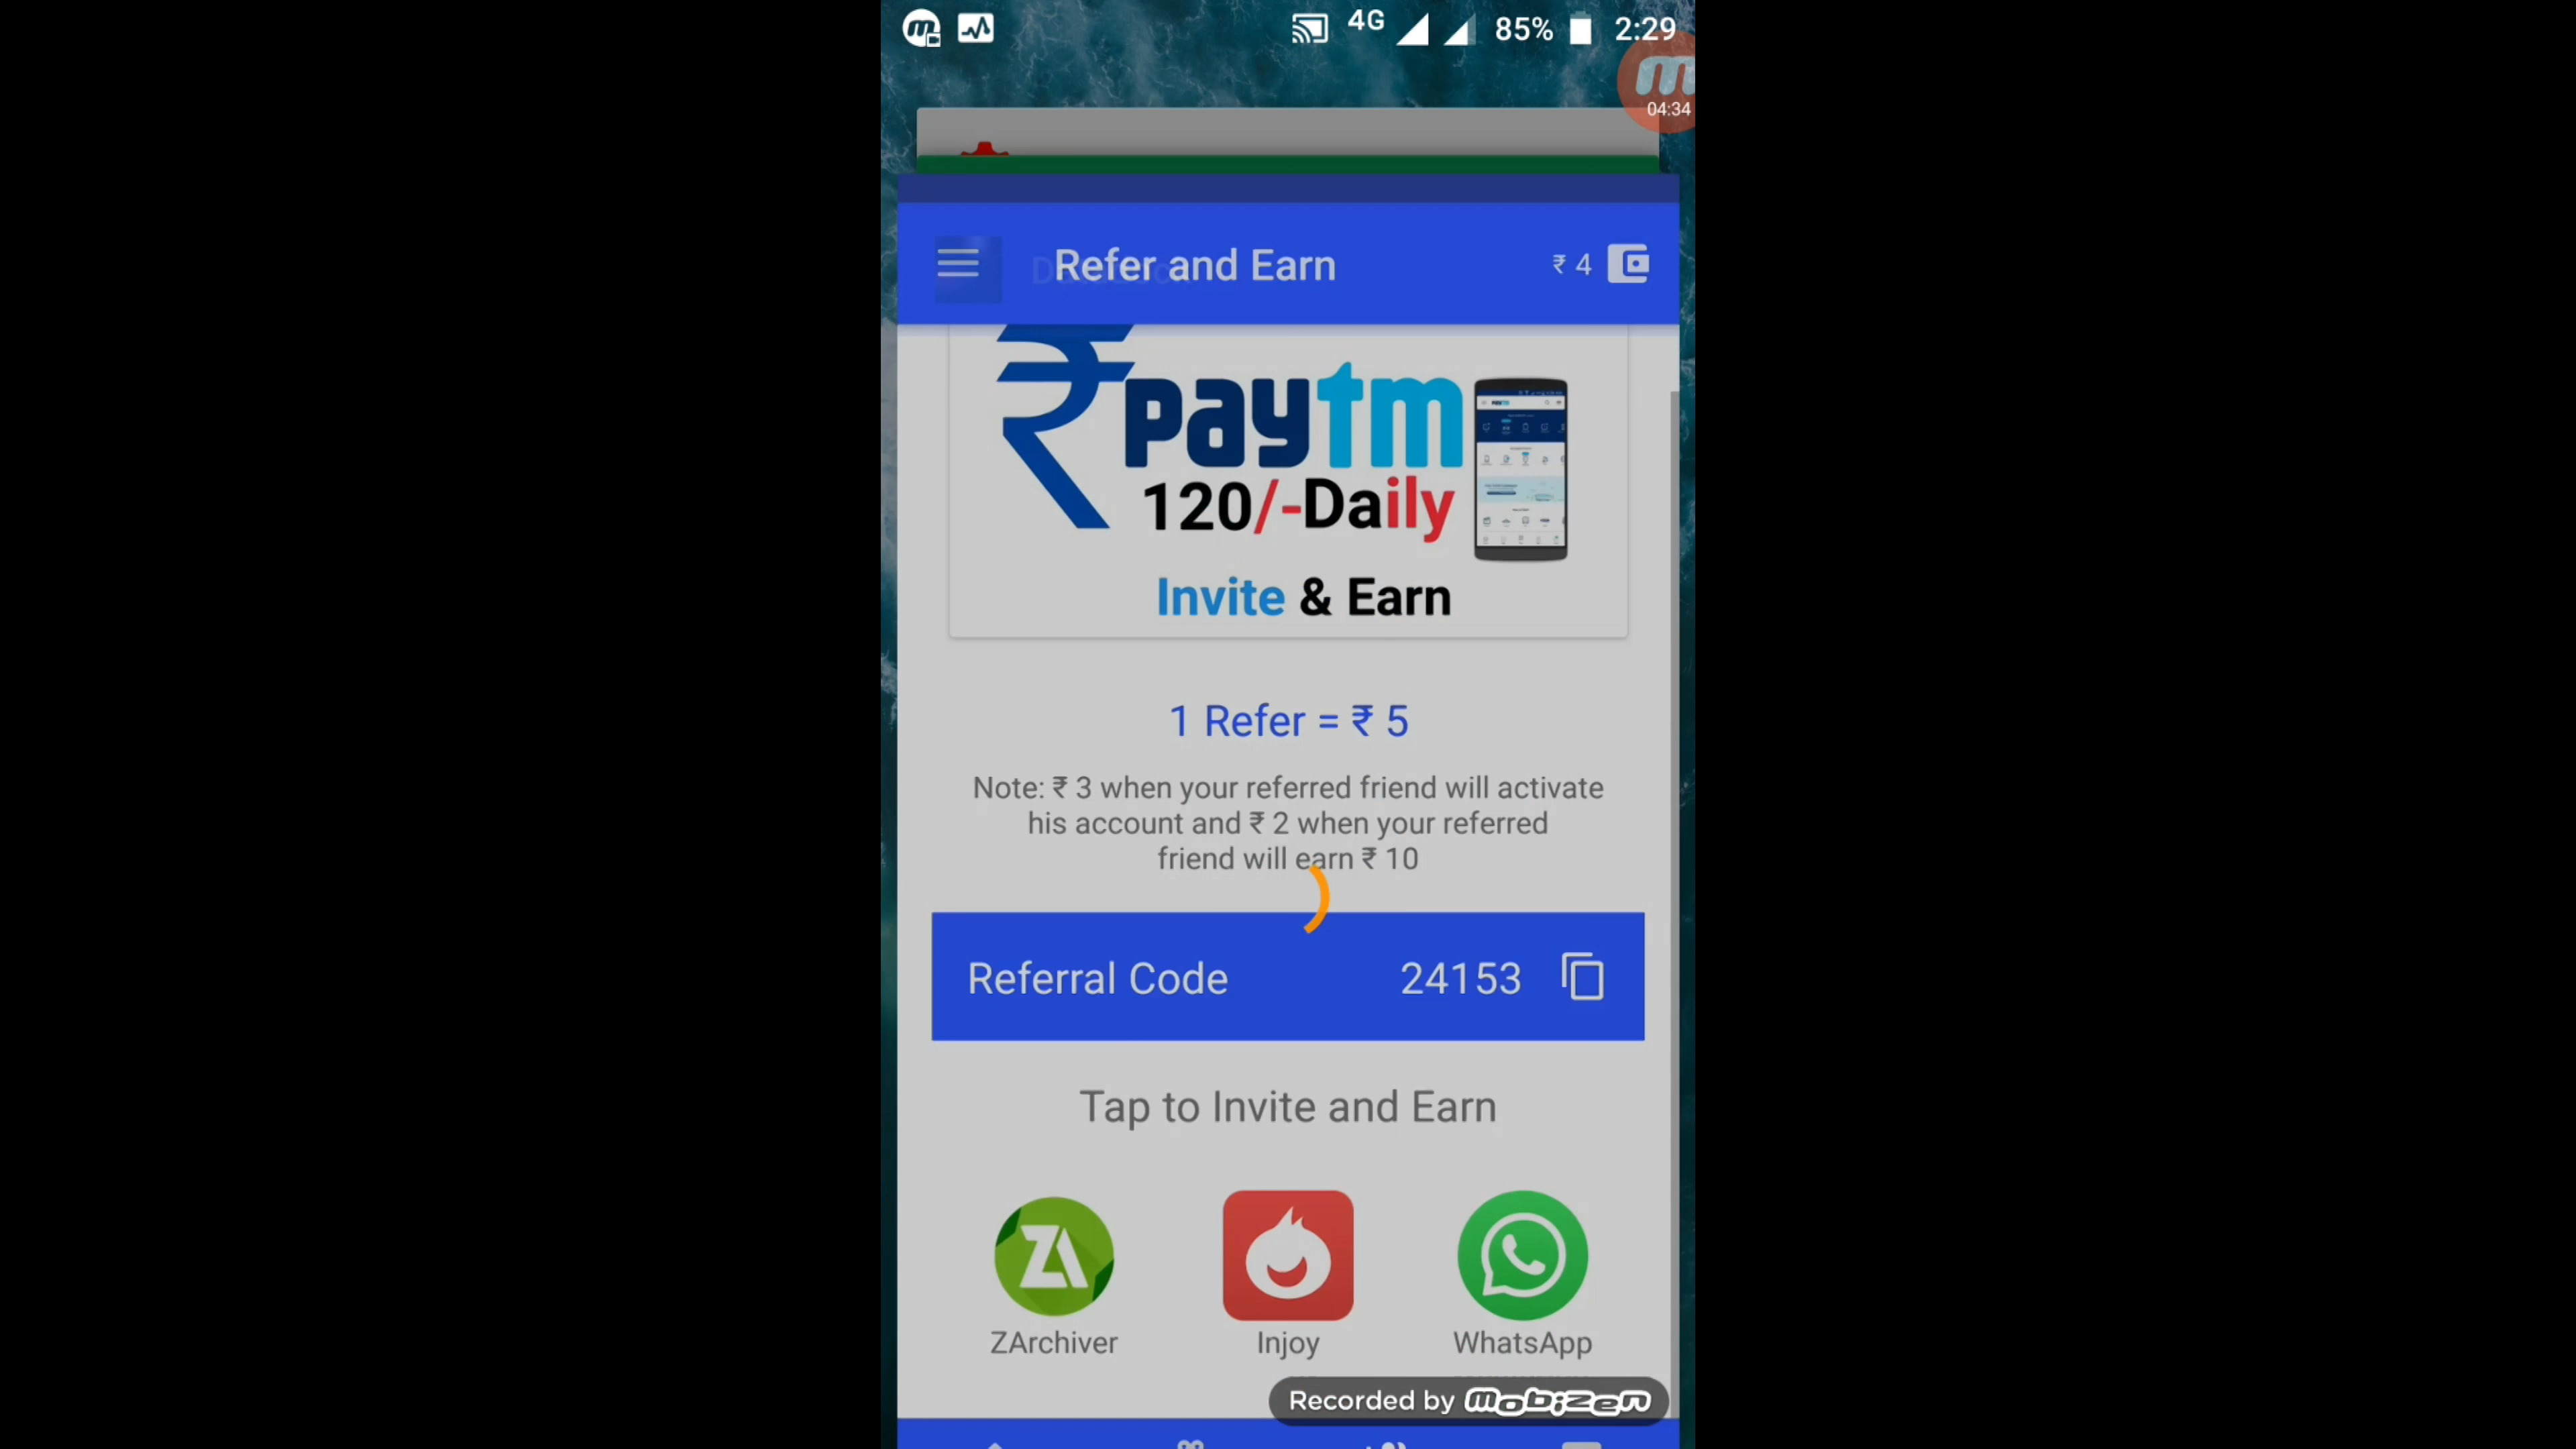 4G 85% 2:29
04:34
Refer and Earn ₹ 4
paytm
120/-Daily
Invite & Earn
1 Refer = ₹ 5
Note: ₹ 3 when your referred friend will activate
his account and ₹ 2 when your referred
friend will earn ₹ 10
Referral Code 24153
Tap to Invite and Earn
ZArchiver Injoy WhatsApp
Recorded by mobizen